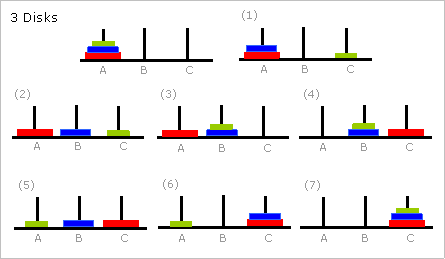 3 Disks
A B C
(1)
A B C
(2)
A B C
(3)
A B C
(4)
A B C
(5)
A B C
(6)
A B C
(7)
A B C